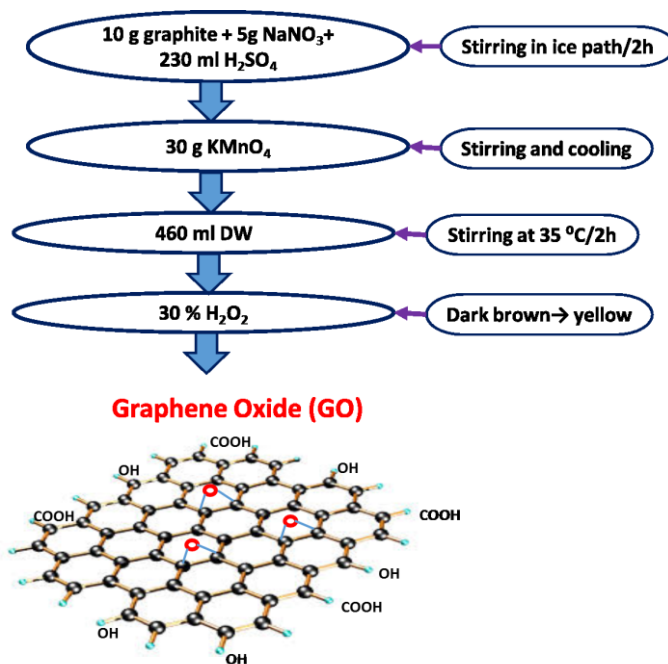 10 g graphite + 5g NaNO₃+
230 ml H₂SO₄
Stirring in ice path/2h
30 g KMnO₄
Stirring and cooling
460 ml DW
Stirring at 35 ⁰C/2h
30 % H₂O₂
Dark brown→ yellow
Graphene Oxide (GO)
COOH
OH
OH
COOH
COOH
OH
COOH
OH
OH